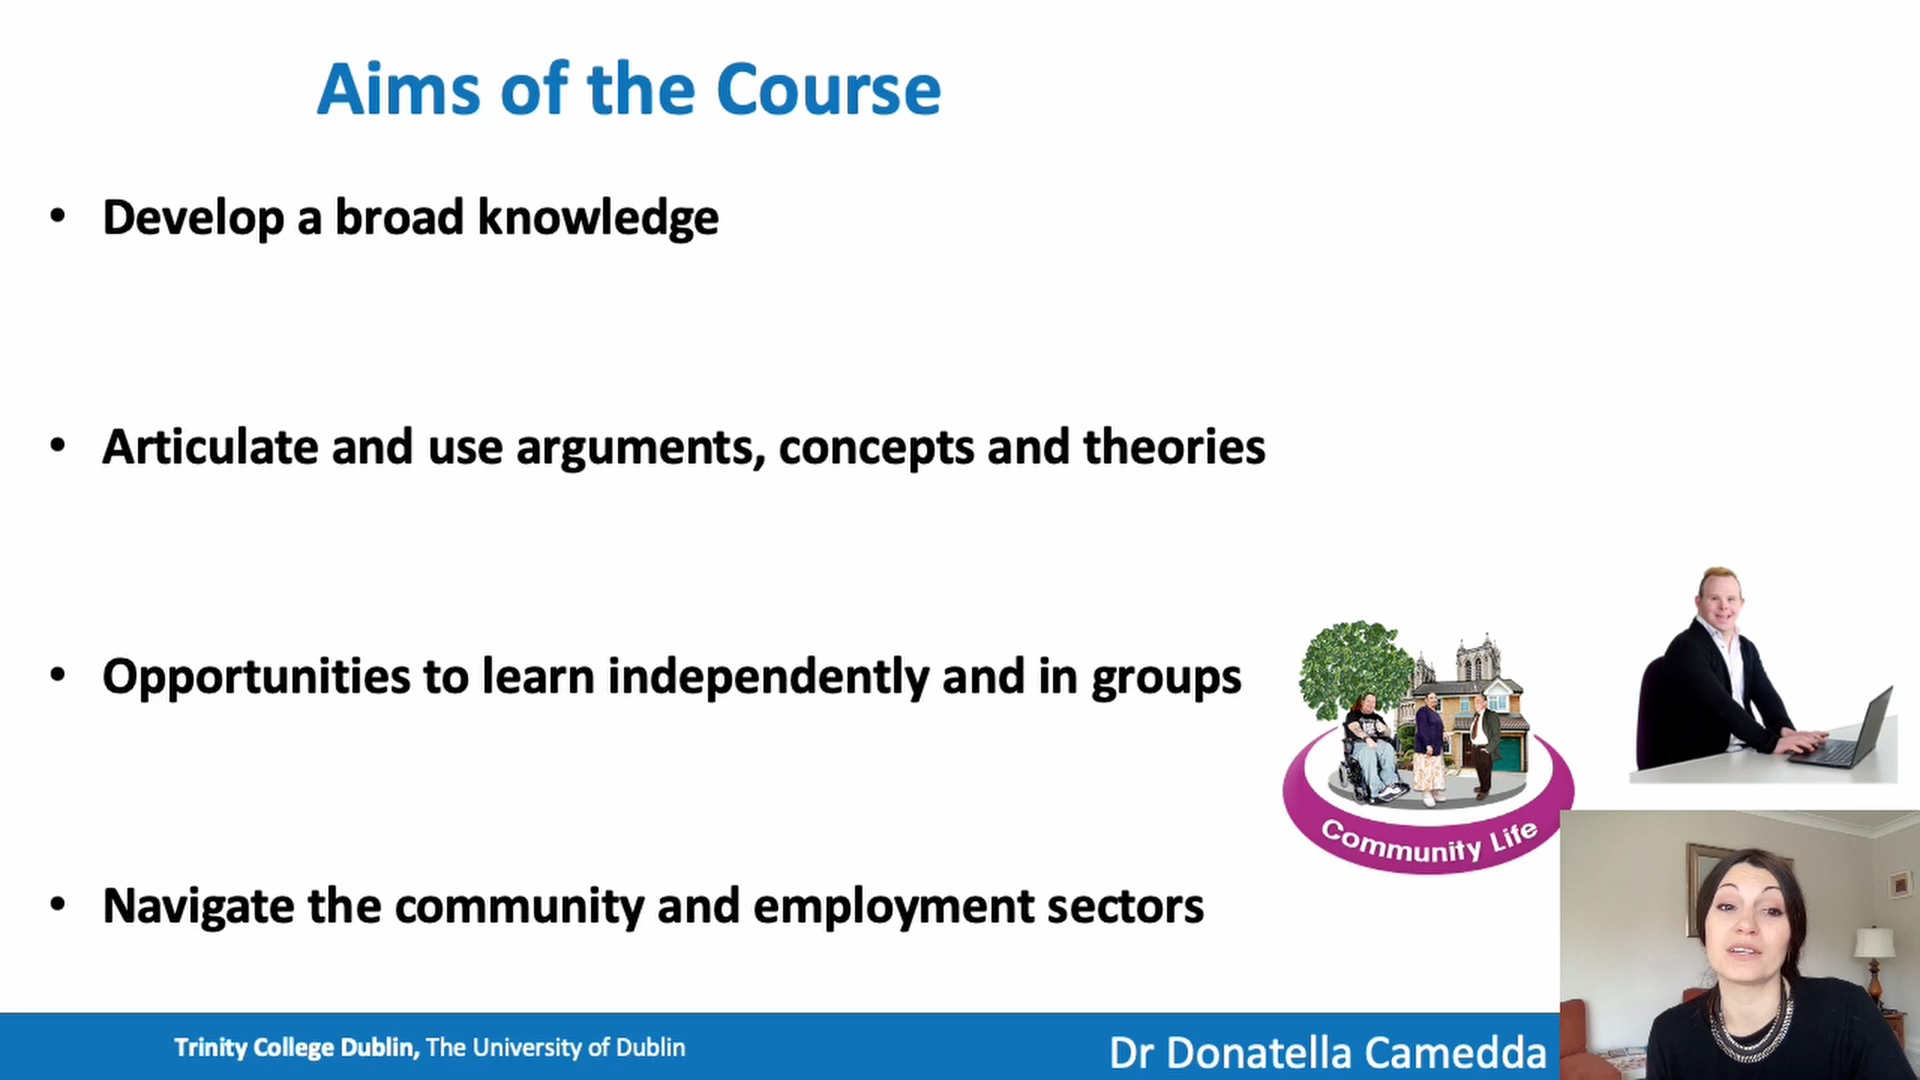 Aims of the Course
• Develop a broad knowledge
• Articulate and use arguments, concepts and theories
• Opportunities to learn independently and in groups
Community Life
• Navigate the community and employment sectors
Trinity College Dublin, The University of Dublin
Dr Donatella Camedda